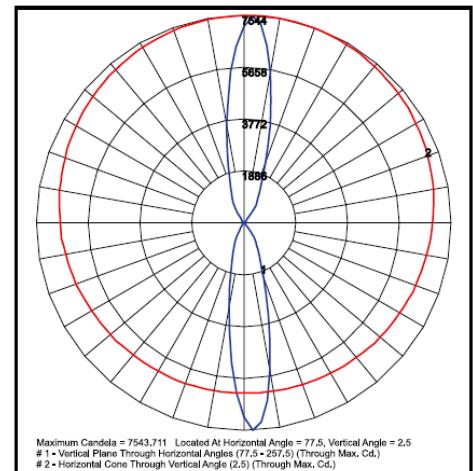 7544
5658
3772
2
1886
1
Maximum Candela = 7543.711 Located At Horizontal Angle = 77.5, Vertical Angle = 2.5
# 1 - Vertical Plane Through Horizontal Angles (77.5 - 257.5) (Through Max. Cd.)
# 2 - Horizontal Cone Through Vertical Angle (2.5) (Through Max. Cd.)